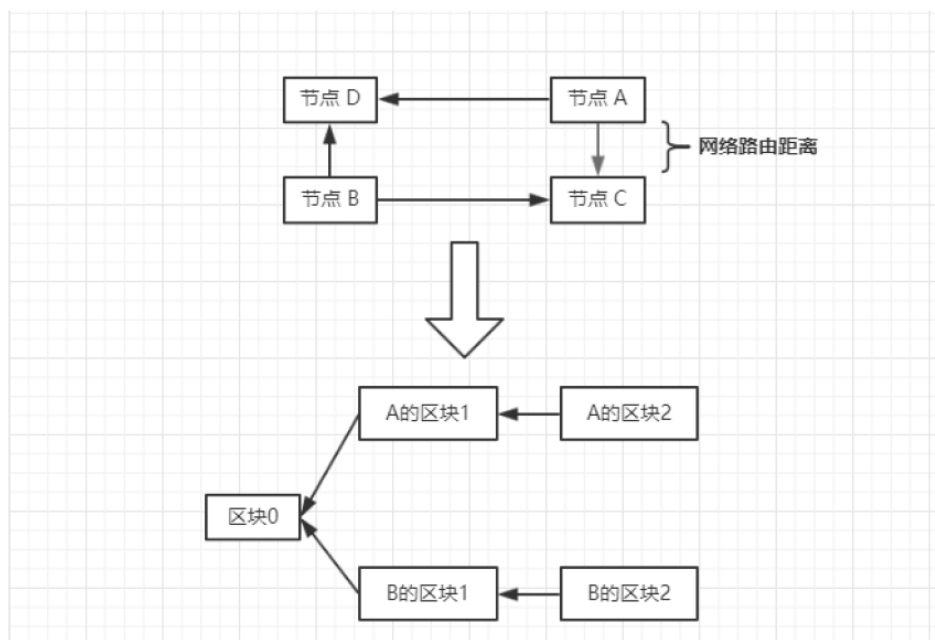 节点 D
节点 A
网络路由距离
节点 B
节点 C
A的区块1
A的区块2
区块0
B的区块1
B的区块2